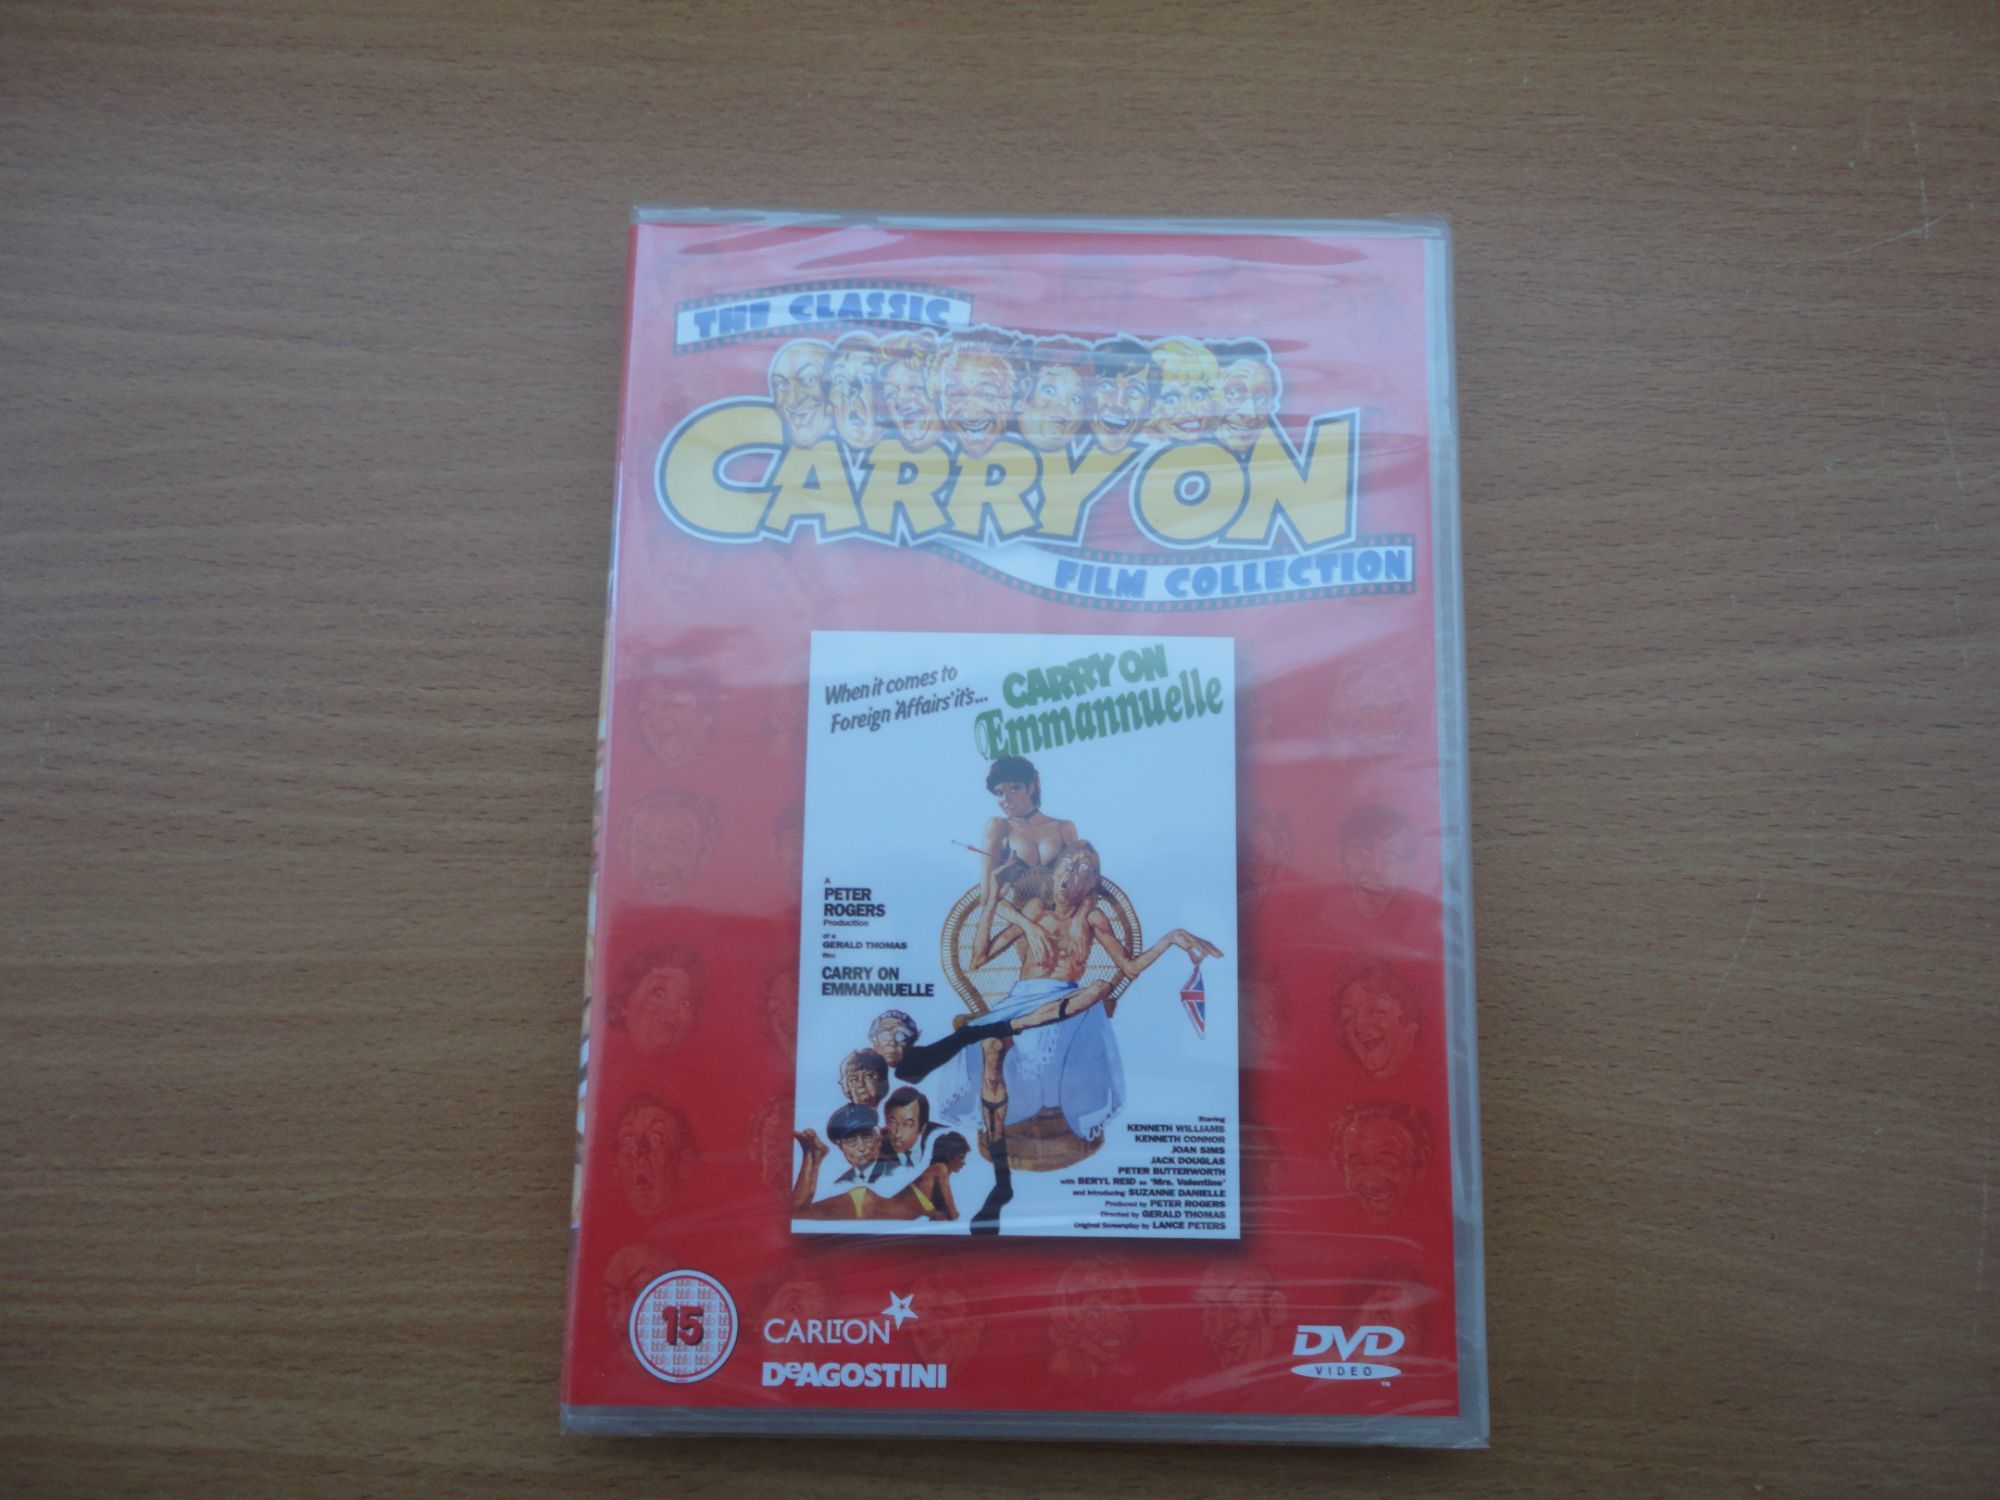 THE CLASSIC
CARRY ON
FILM COLLECTION
When it comes to
Foreign 'Affairs' it's...
CARRY ON
Emmannuelle
A
PETER
ROGERS
Production
of a
GERALD THOMAS
film
CARRY ON
EMMANNUELLE
Starring
KENNETH WILLIAMS
KENNETH CONNOR
JOAN SIMS
JACK DOUGLAS
PETER BUTTERWORTH
with BERYL REID as 'Mrs. Valentine'
and introducing SUZANNE DANIELLE
Produced by PETER ROGERS
Directed by GERALD THOMAS
Original Screenplay by LANCE PETERS
15
CARLTON
DeAGOSTINI
DVD
VIDEO
TM